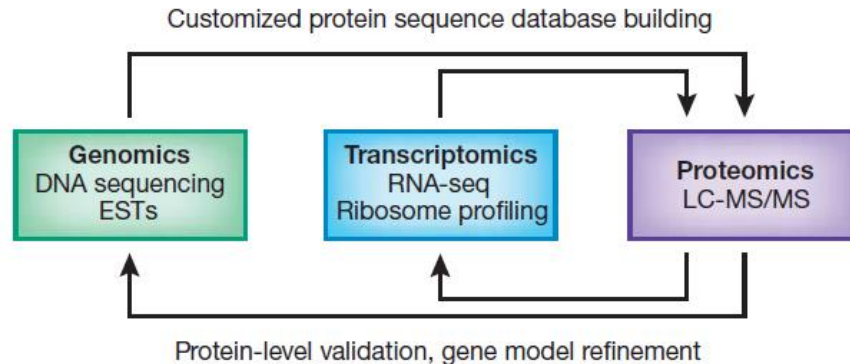 Customized protein sequence database building
Genomics
DNA sequencing
ESTs
Transcriptomics
RNA-seq
Ribosome profiling
Proteomics
LC-MS/MS
Protein-level validation, gene model refinement